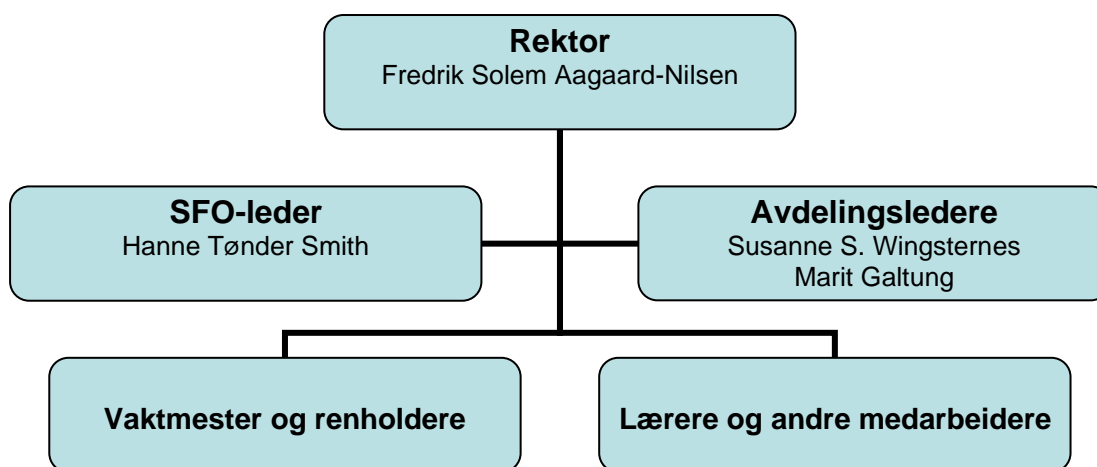 Rektor
Fredrik Solem Aagaard-Nilsen
SFO-leder
Hanne Tønder Smith
Avdelingsledere
Susanne S. Wingsternes
Marit Galtung
Vaktmester og renholdere
Lærere og andre medarbeidere